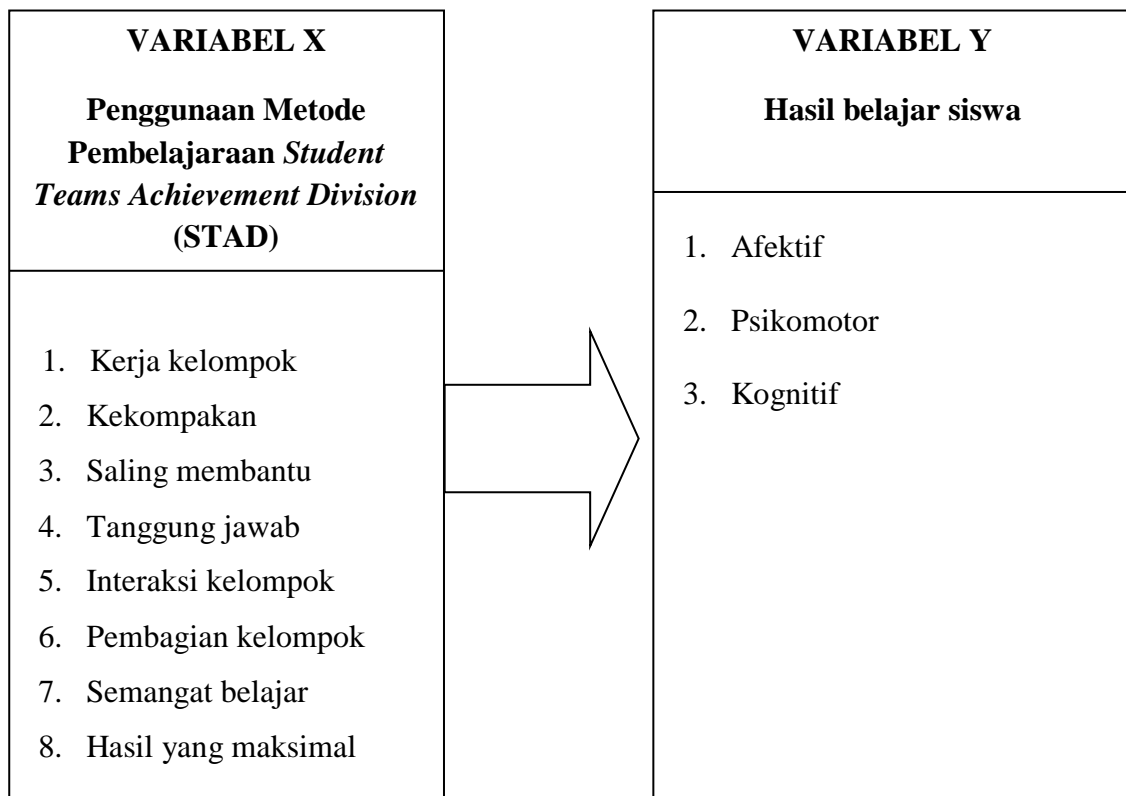 VARIABEL X
Penggunaan Metode
Pembelajaraan Student
Teams Achievement Division
(STAD)
1. Kerja kelompok
2. Kekompakan
3. Saling membantu
4. Tanggung jawab
5. Interaksi kelompok
6. Pembagian kelompok
7. Semangat belajar
8. Hasil yang maksimal
VARIABEL Y
Hasil belajar siswa
1. Afektif
2. Psikomotor
3. Kognitif